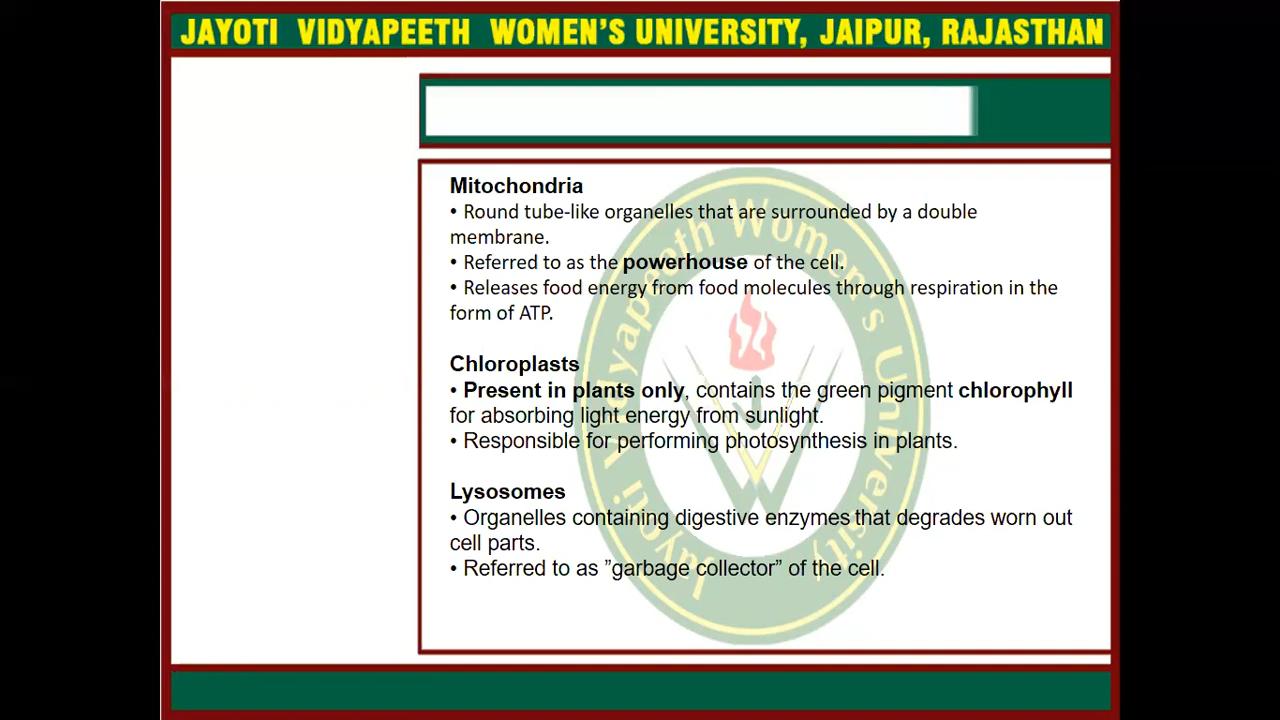 JAYOTI VIDYAPEETH WOMEN'S UNIVERSITY, JAIPUR, RAJASTHAN
Mitochondria
• Round tube-like organelles that are surrounded by a double
membrane.
• Referred to as the powerhouse of the cell.
• Releases food energy from food molecules through respiration in the
form of ATP.
Chloroplasts
• Present in plants only, contains the green pigment chlorophyll
for absorbing light energy from sunlight.
• Responsible for performing photosynthesis in plants.
Lysosomes
• Organelles containing digestive enzymes that degrades worn out
cell parts.
• Referred to as ”garbage collector” of the cell.
Jayoti Vidyapeeth Women's University